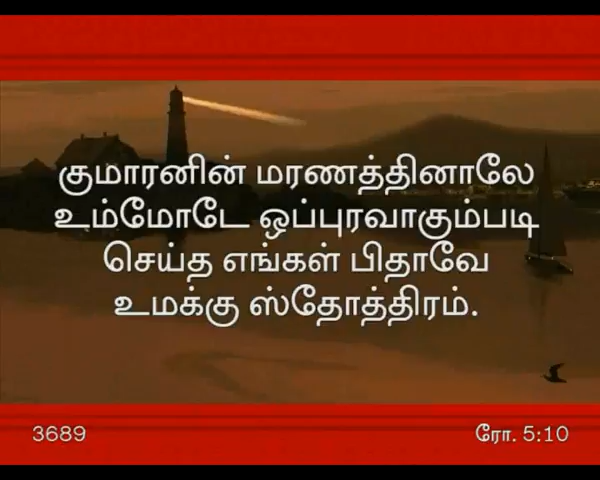 குமாரனின் மரணத்தினாலே
உம்மோடே ஒப்புரவாகும்படி
செய்த எங்கள் பிதாவே
உமக்கு ஸ்தோத்திரம்.
3689
ரோ. 5:10